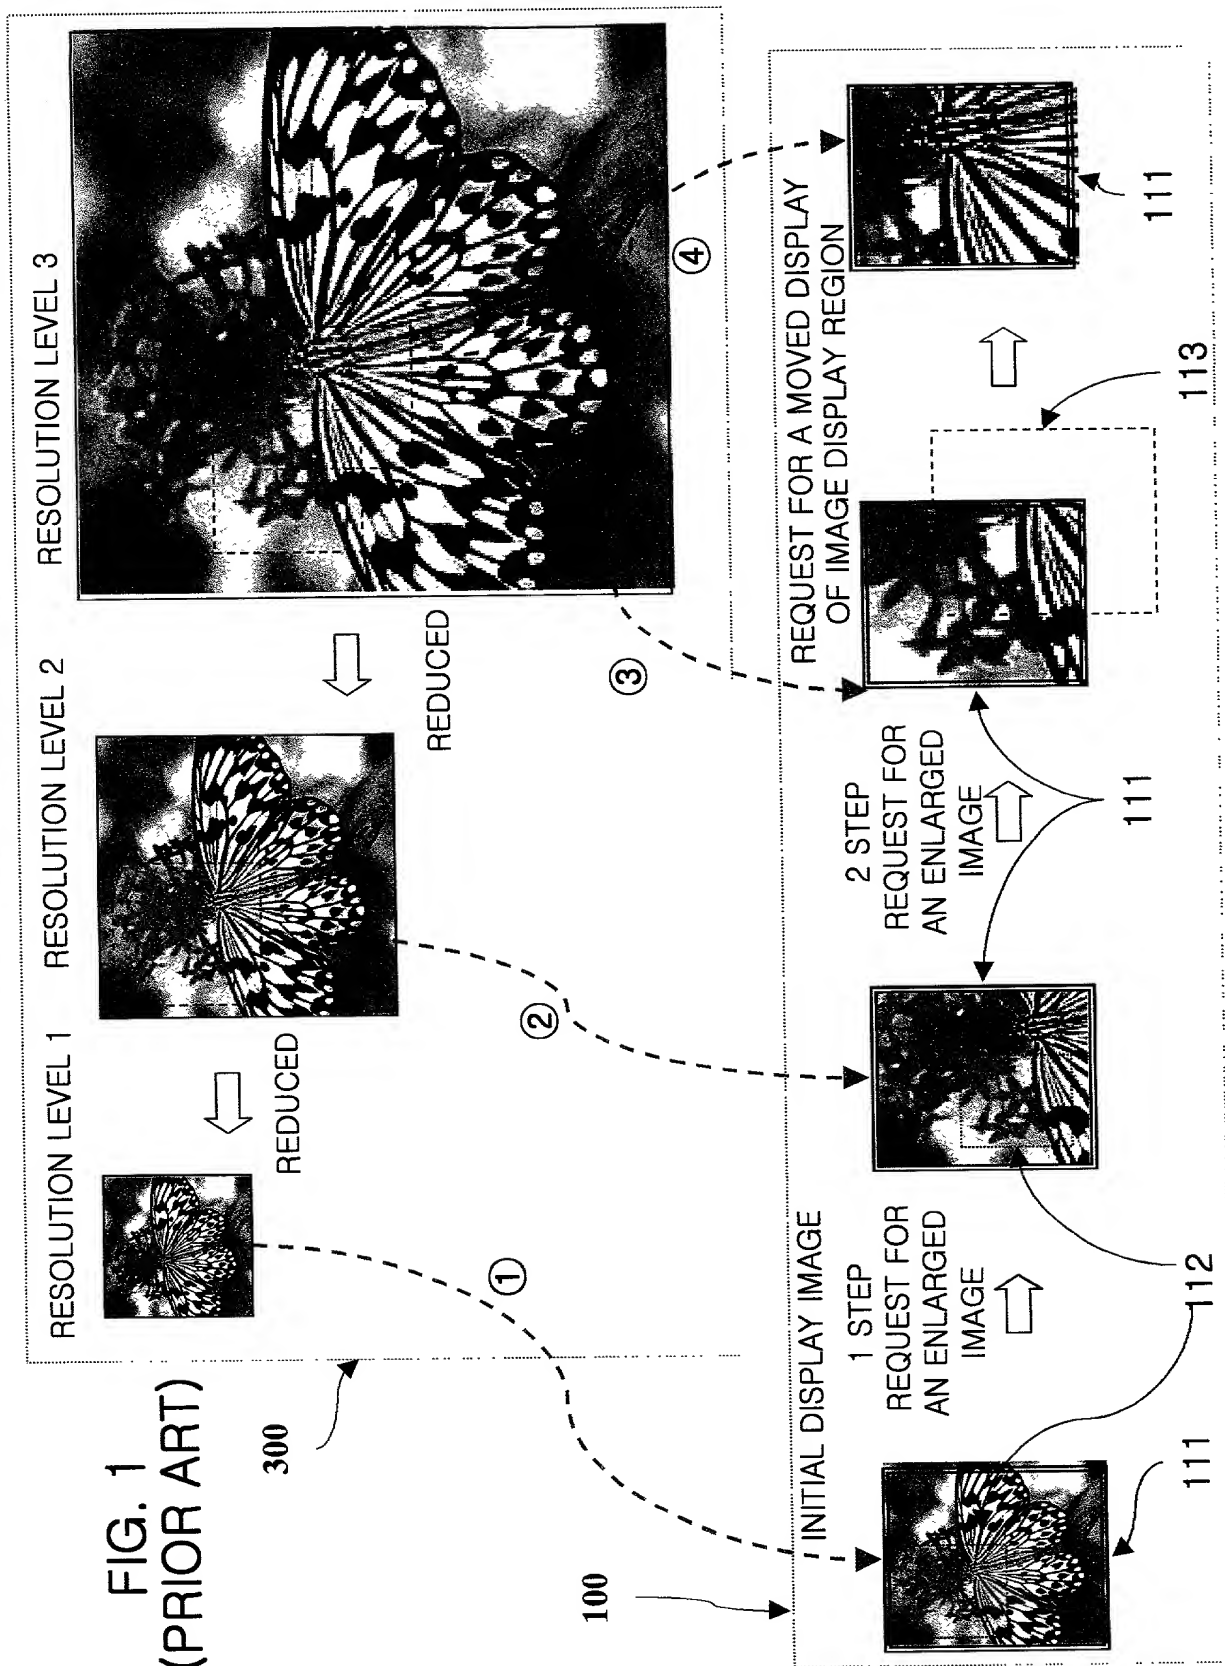 FIG. 1
(PRIOR ART)
300
RESOLUTION LEVEL 1
RESOLUTION LEVEL 2
RESOLUTION LEVEL 3
REDUCED
REDUCED
①
②
③
④
100
INITIAL DISPLAY IMAGE
1 STEP
REQUEST FOR
AN ENLARGED
IMAGE
2 STEP
REQUEST FOR
AN ENLARGED
IMAGE
REQUEST FOR A MOVED DISPLAY
OF IMAGE DISPLAY REGION
111
112
111
113
111